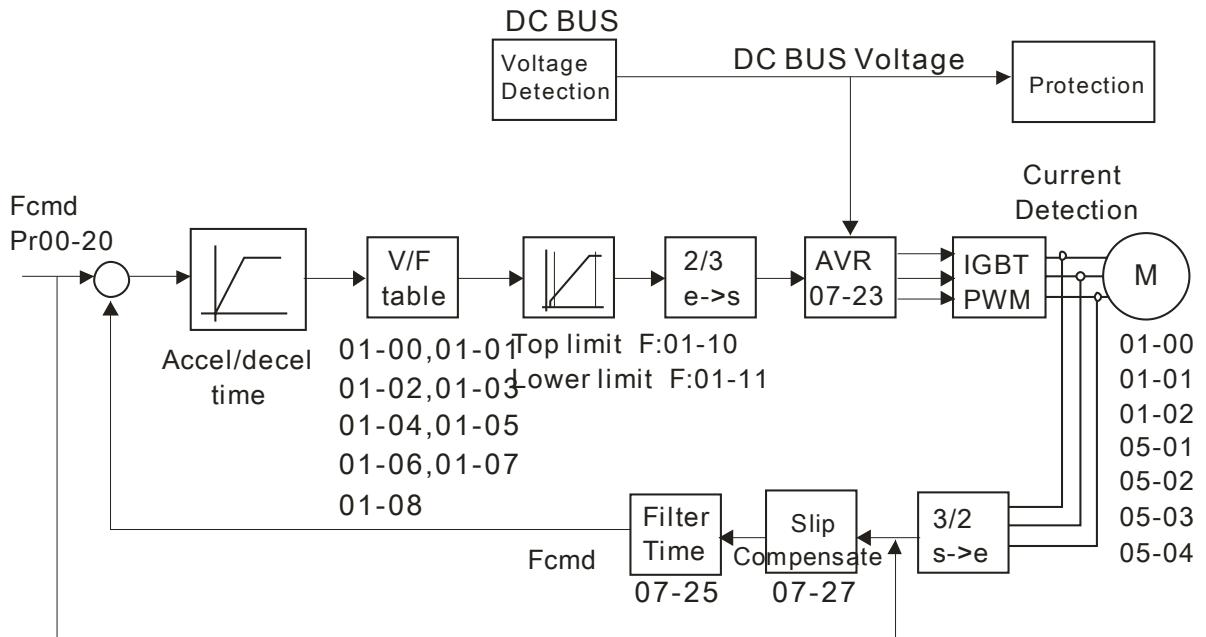 DC BUS
Voltage
Detection
DC BUS Voltage
Protection
Current
Detection
Fcmd
Pr00-20
V/F
table
2/3
e->s
AVR
07-23
IGBT
PWM
M
Accel/decel
time
01-00,01-01
01-02,01-03
01-04,01-05
01-06,01-07
01-08
Top limit F:01-10
Lower limit F:01-11
01-00
01-01
01-02
05-01
05-02
05-03
05-04
Fcmd
Filter
Time
07-25
Slip
Compensate
07-27
3/2
s->e